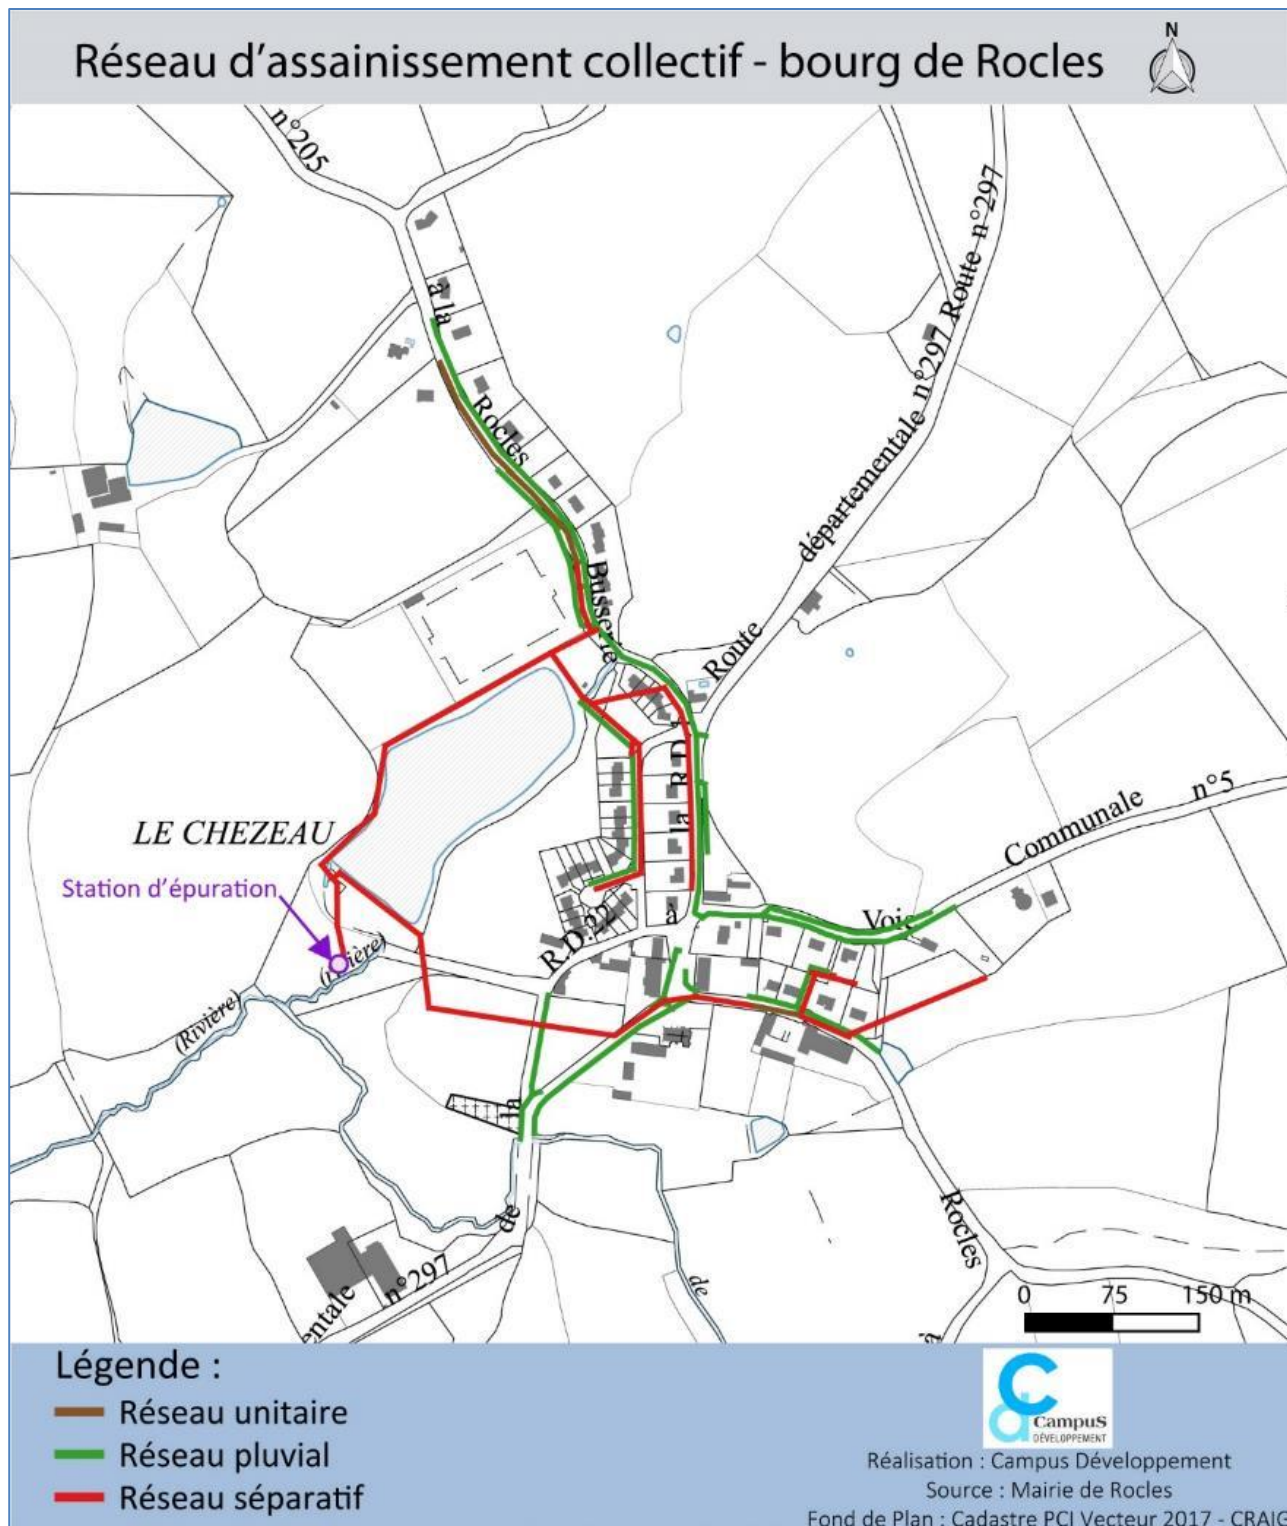 Réseau d'assainissement collectif - bourg de Rocles
N
n°205
à la
Rocles
Busserie
Route n°297
départementale n°297
Route
la R.D.1
à
Communale n°5
Voie
LE CHEZEAU
Station d'épuration
R.D.22
(rivière)
(Rivière)
la
de
n°297
entale
Rocles
de
à
0 75 150 m
Légende :
Réseau unitaire
Réseau pluvial
Réseau séparatif
Campus
DÉVELOPPEMENT
Réalisation : Campus Développement
Source : Mairie de Rocles
Fond de Plan : Cadastre PCI Vecteur 2017 - CRAIG